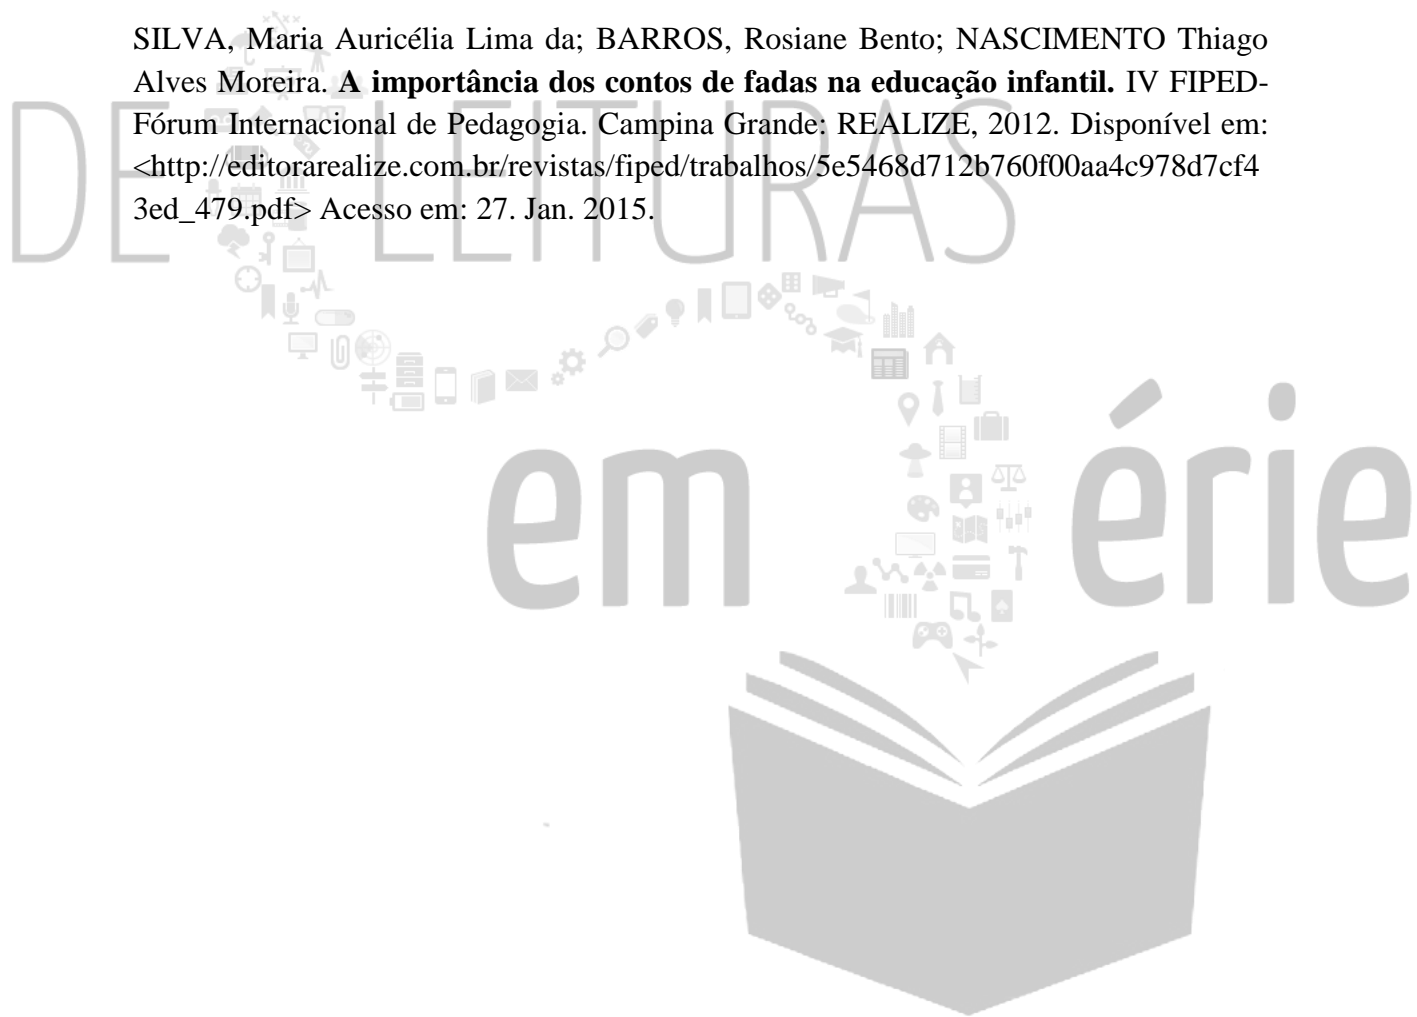 SILVA, Maria Auricélia Lima da; BARROS, Rosiane Bento; NASCIMENTO Thiago
Alves Moreira. A importância dos contos de fadas na educação infantil. IV FIPED-
Fórum Internacional de Pedagogia. Campina Grande: REALIZE, 2012. Disponível em:
<http://editorarealize.com.br/revistas/fiped/trabalhos/5e5468d712b760f00aa4c978d7cf4
3ed_479.pdf> Acesso em: 27. Jan. 2015.
DE LEITURAS
em érie